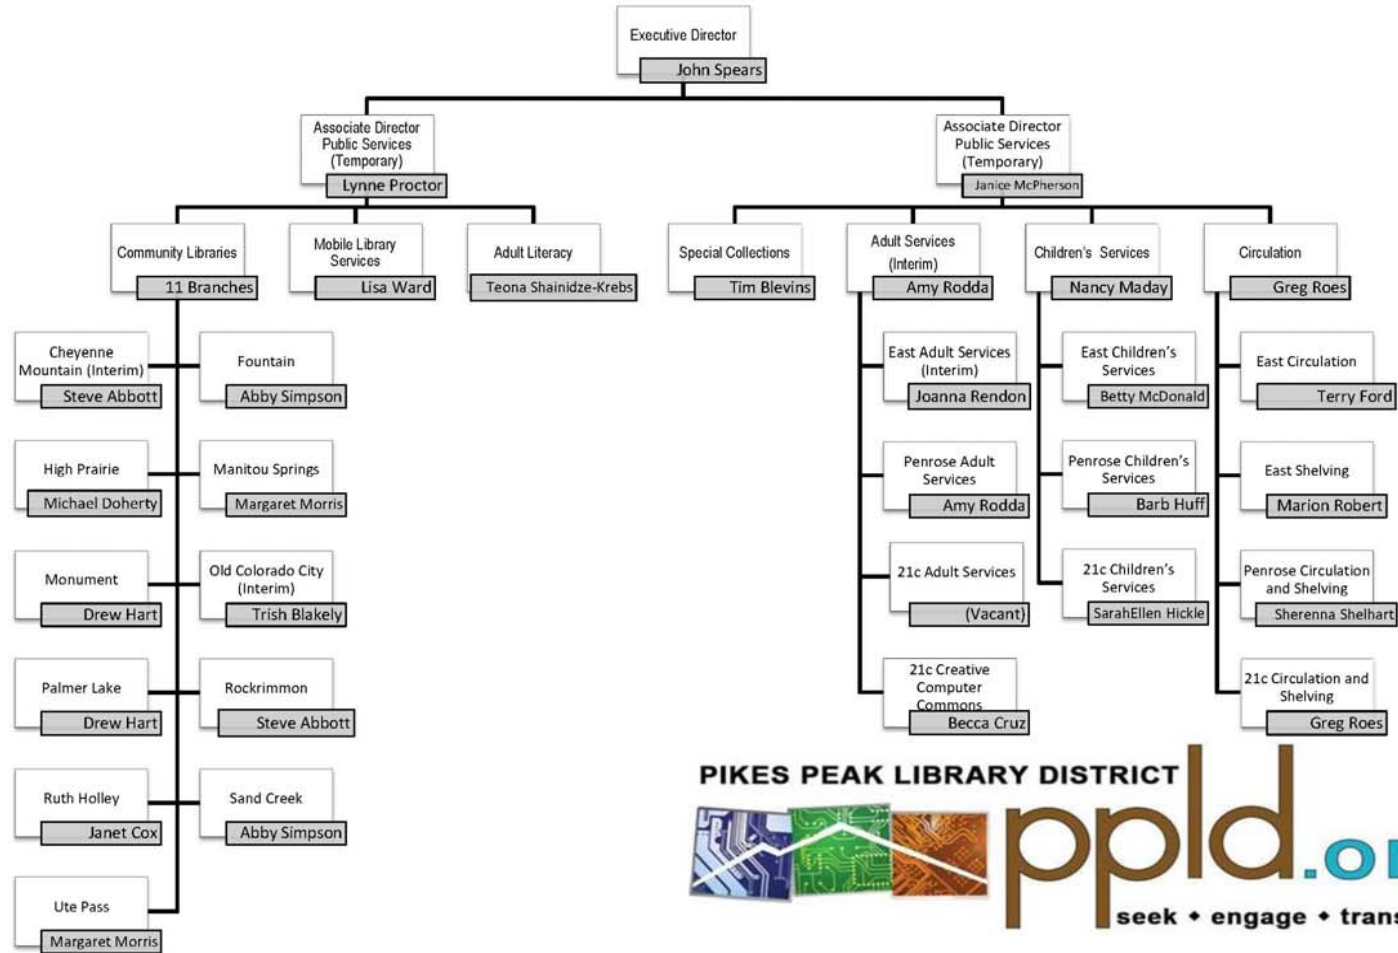 Executive Director
John Spears
Associate Director
Public Services
(Temporary)
Lynne Proctor
Associate Director
Public Services
(Temporary)
Janice McPherson
Community Libraries
11 Branches
Mobile Library
Services
Lisa Ward
Adult Literacy
Teona Shainidze-Krebs
Special Collections
Tim Blevins
Adult Services
(Interim)
Amy Rodda
Children's Services
Nancy Maday
Circulation
Greg Roes
Cheyenne
Mountain (Interim)
Steve Abbott
Fountain
Abby Simpson
High Prairie
Michael Doherty
Manitou Springs
Margaret Morris
Monument
Drew Hart
Old Colorado City
(Interim)
Trish Blakely
Palmer Lake
Drew Hart
Rockrimmon
Steve Abbott
Ruth Holley
Janet Cox
Sand Creek
Abby Simpson
Ute Pass
Margaret Morris
East Adult Services
(Interim)
Joanna Rendon
Penrose Adult
Services
Amy Rodda
21c Adult Services
(Vacant)
21c Creative
Computer
Commons
Becca Cruz
East Children's
Services
Betty McDonald
Penrose Children's
Services
Barb Huff
21c Children's
Services
SarahEllen Hickle
East Circulation
Terry Ford
East Shelving
Marion Robert
Penrose Circulation
and Shelving
Sherenna Shelhart
21c Circulation and
Shelving
Greg Roes
PIKES PEAK LIBRARY DISTRICT
ppld.o
seek • engage • trans